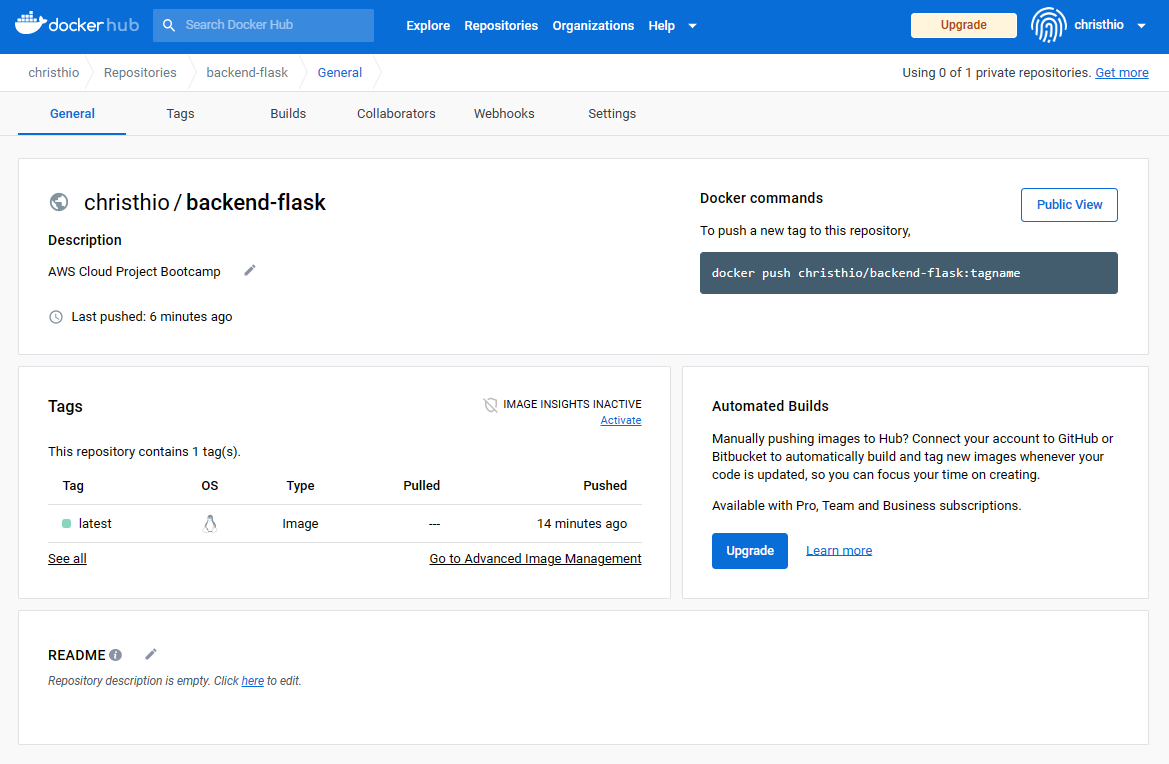 dockerhub Search Docker Hub Explore Repositories Organizations Help Upgrade christhio
christhio Repositories backend-flask General Using 0 of 1 private repositories. Get more
General Tags Builds Collaborators Webhooks Settings
christhio / backend-flask
Description
AWS Cloud Project Bootcamp
Last pushed: 6 minutes ago
Docker commands
Public View
To push a new tag to this repository,
docker push christhio/backend-flask:tagname
Tags
IMAGE INSIGHTS INACTIVE
Activate
This repository contains 1 tag(s).
Tag OS Type Pulled Pushed
latest Image --- 14 minutes ago
See all Go to Advanced Image Management
Automated Builds
Manually pushing images to Hub? Connect your account to GitHub or
Bitbucket to automatically build and tag new images whenever your
code is updated, so you can focus your time on creating.
Available with Pro, Team and Business subscriptions.
Upgrade Learn more
README i
Repository description is empty. Click here to edit.